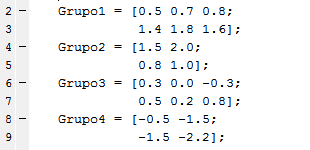 2 - Grupo1 = [0.5 0.7 0.8;
3 1.4 1.8 1.6];
4 - Grupo2 = [1.5 2.0;
5 0.8 1.0];
6 - Grupo3 = [0.3 0.0 -0.3;
7 0.5 0.2 0.8];
8 - Grupo4 = [-0.5 -1.5;
9 -1.5 -2.2];